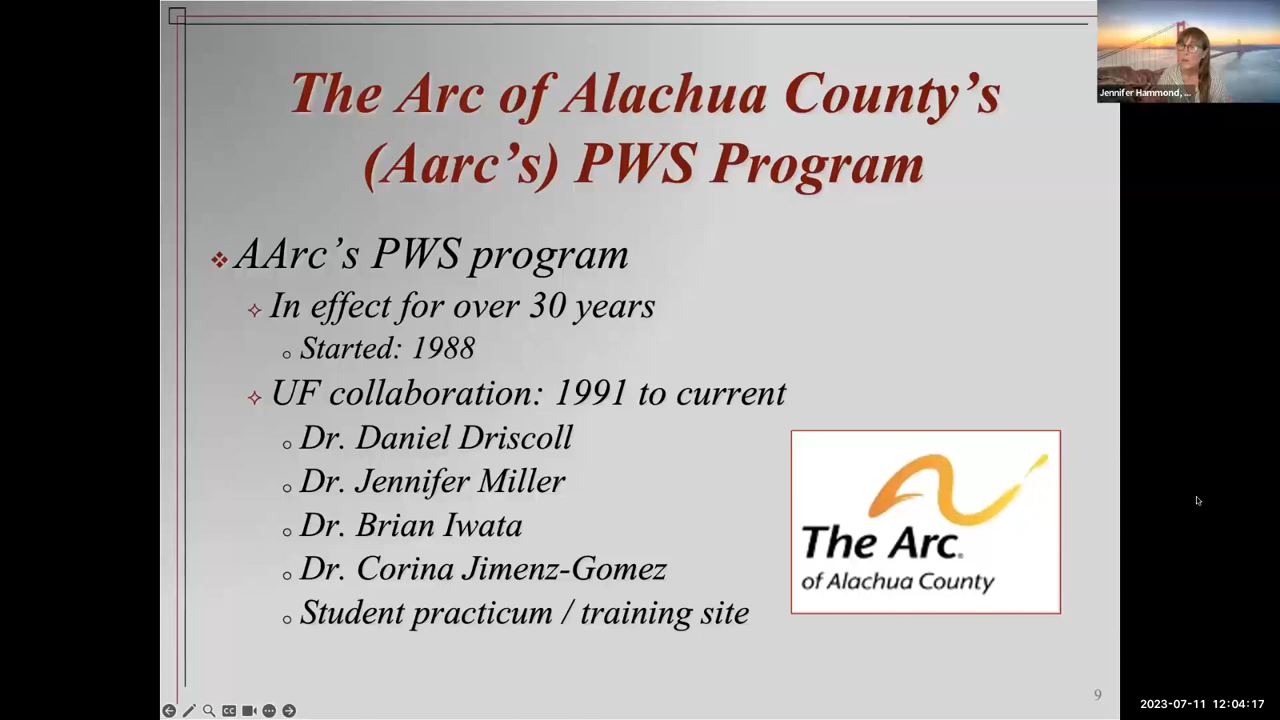 The Arc of Alachua County’s
(Aarc’s) PWS Program
AArc’s PWS program
In effect for over 30 years
Started: 1988
UF collaboration: 1991 to current
Dr. Daniel Driscoll
Dr. Jennifer Miller
Dr. Brian Iwata
Dr. Corina Jimenz-Gomez
Student practicum / training site
The Arc.
of Alachua County
9
Jennifer Hammond, ...
CC
2023-07-11 12:04:17